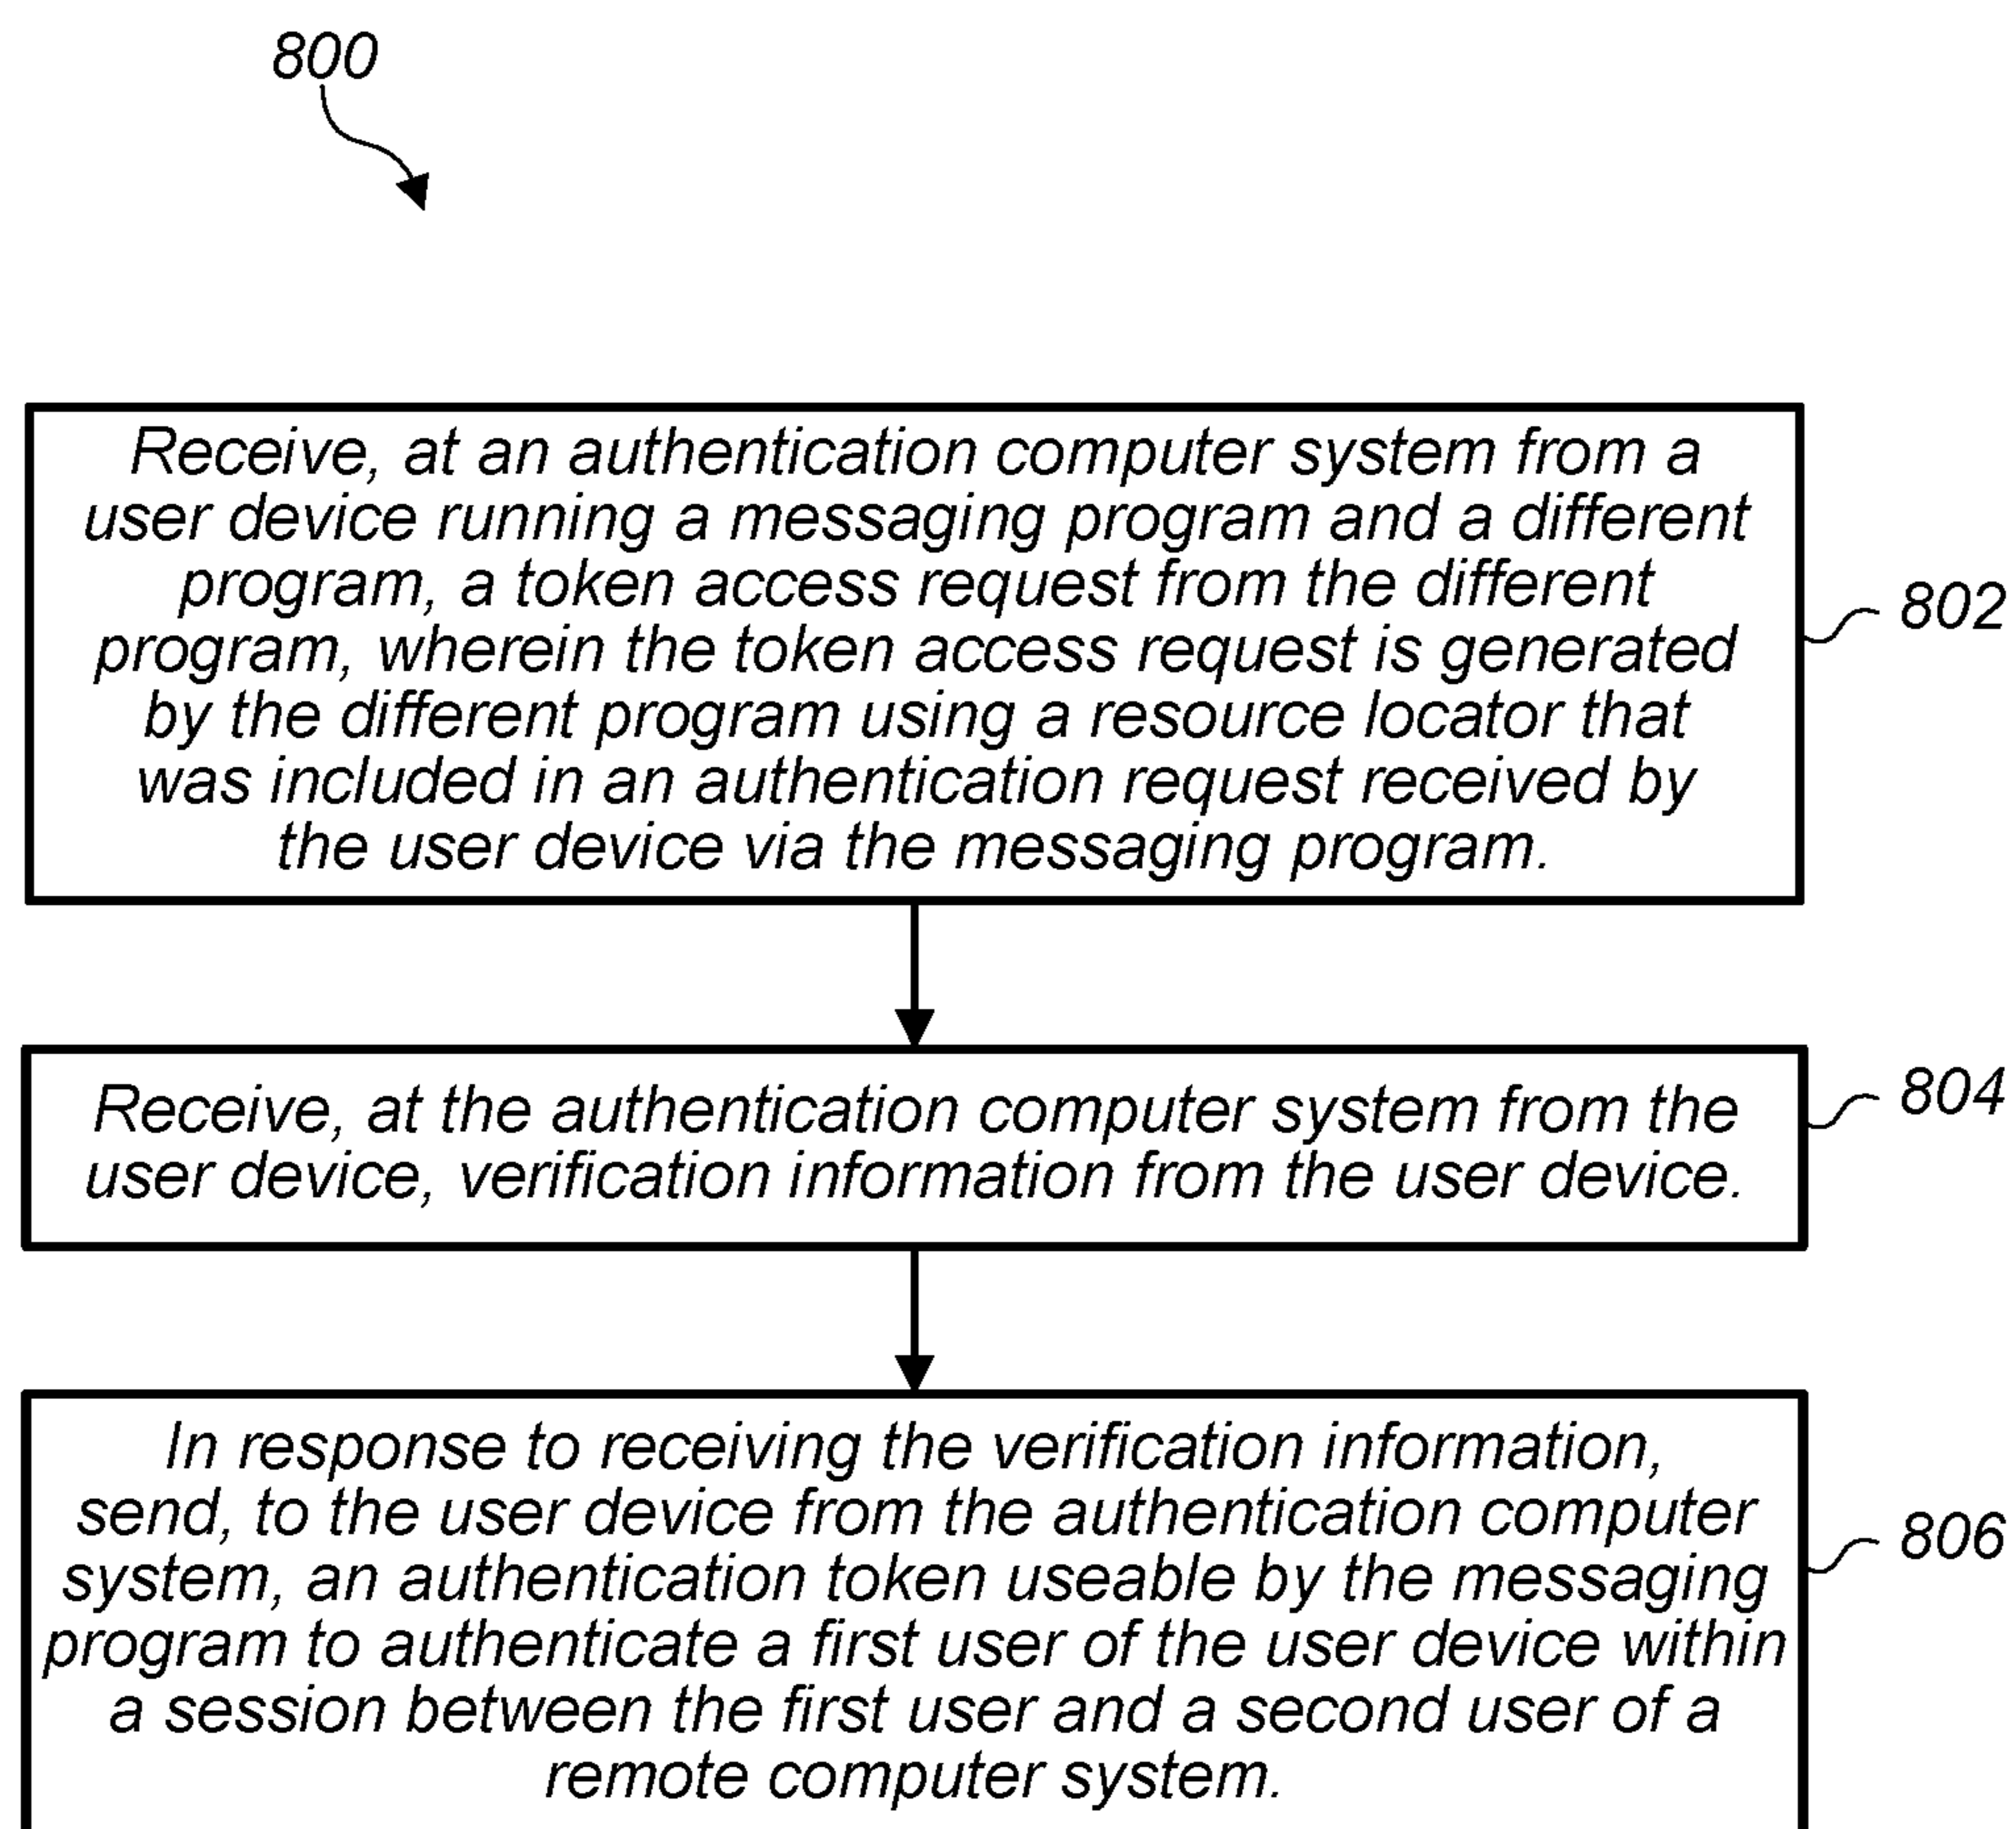 800
Receive, at an authentication computer system from a
user device running a messaging program and a different
program, a token access request from the different
program, wherein the token access request is generated
by the different program using a resource locator that
was included in an authentication request received by
the user device via the messaging program.
802
Receive, at the authentication computer system from the
user device, verification information from the user device.
804
In response to receiving the verification information,
send, to the user device from the authentication computer
system, an authentication token useable by the messaging
program to authenticate a first user of the user device within
a session between the first user and a second user of a
remote computer system.
806